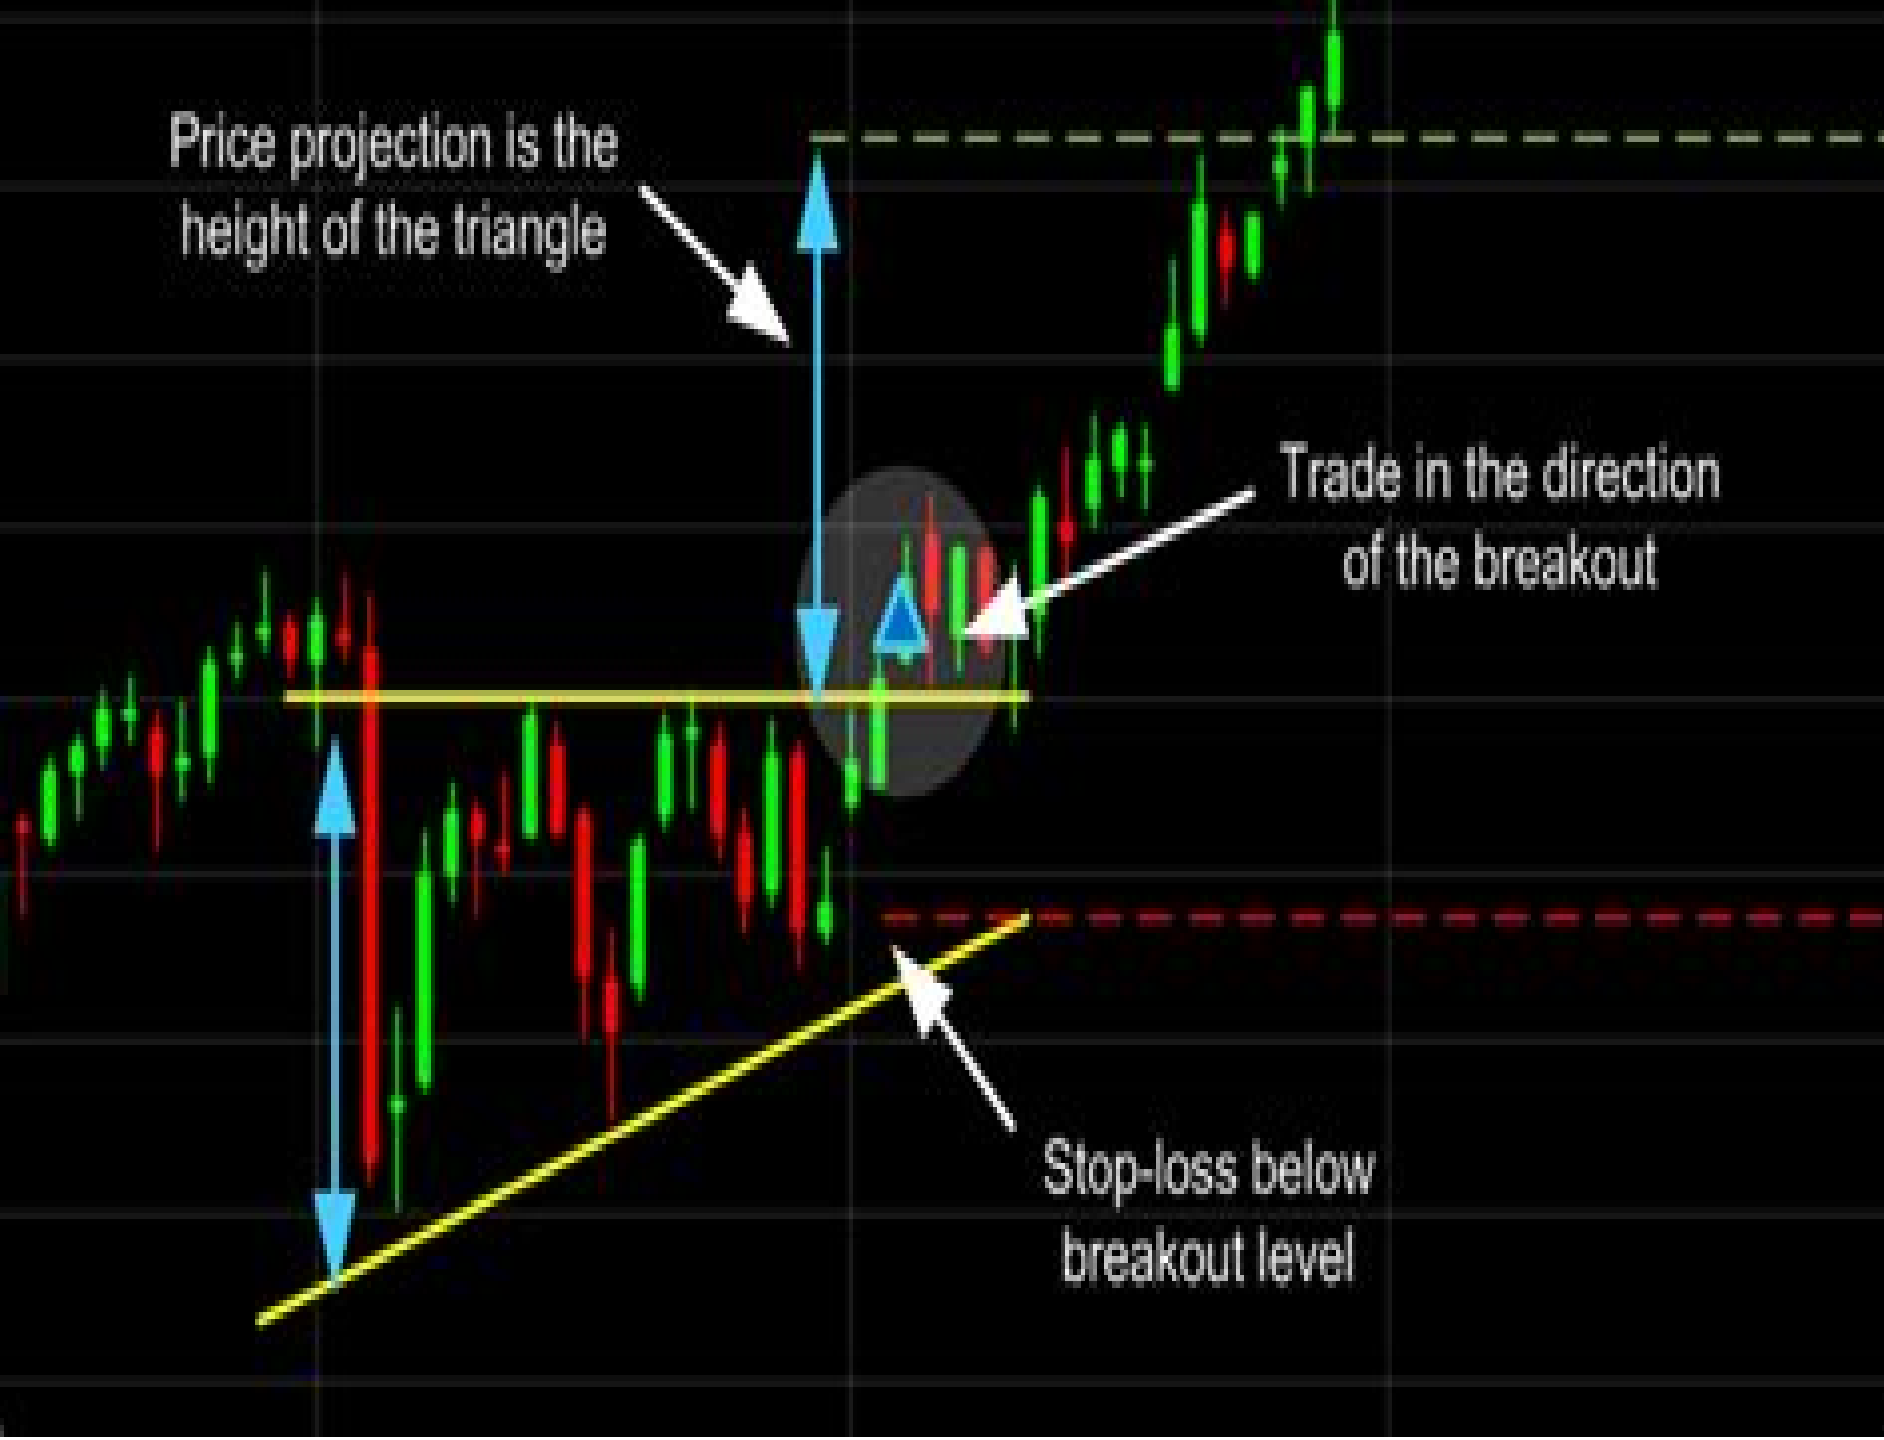 Price projection is the
height of the triangle
Trade in the direction
of the breakout
Stop-loss below
breakout level